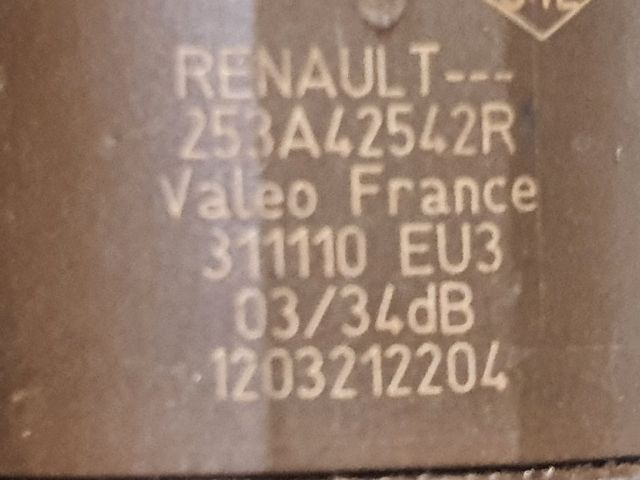 RENAULT---
253A42542R
Valeo France
311110 EU3
03/34dB
1203212204